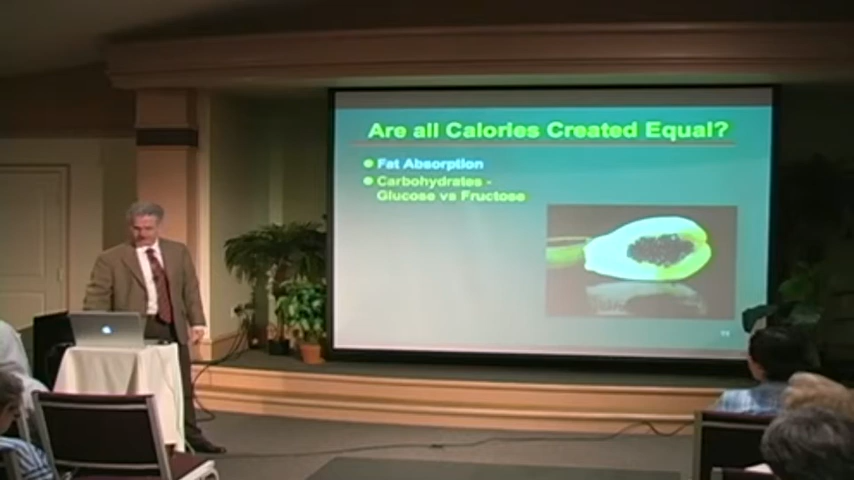 Are all Calories Created Equal?
Fat Absorption
Carbohydrates -
Glucose vs Fructose